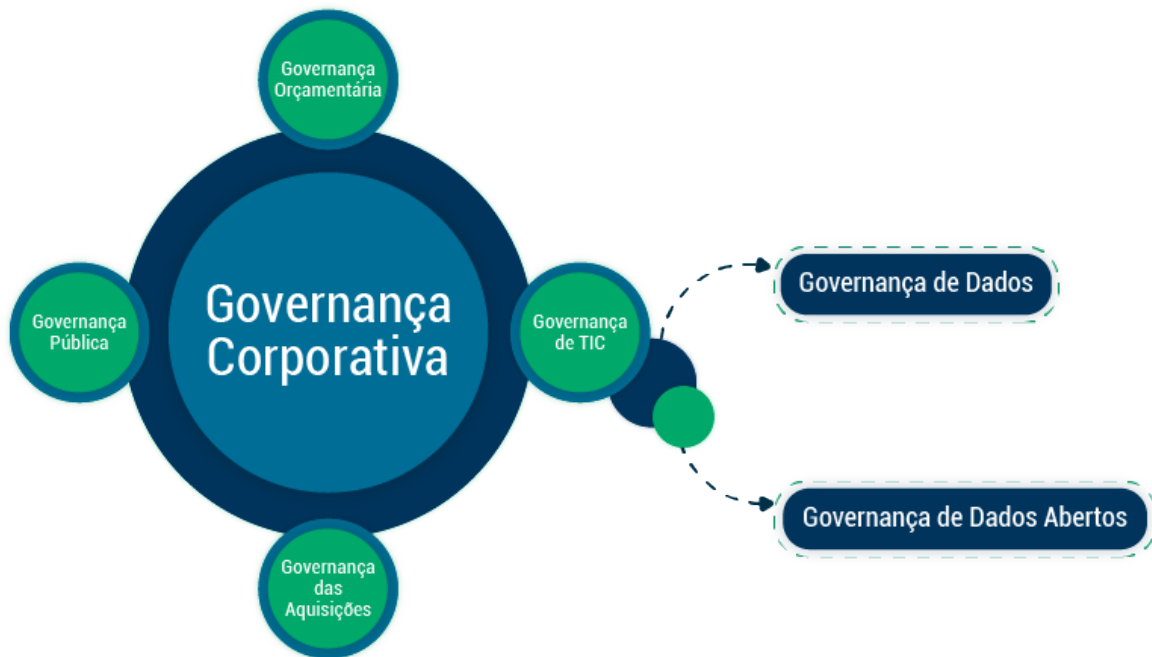 Governança
Orçamentária
Governança
Pública
Governança
Corporativa
Governança
de TIC
Governança
das
Aquisições
Governança de Dados
Governança de Dados Abertos